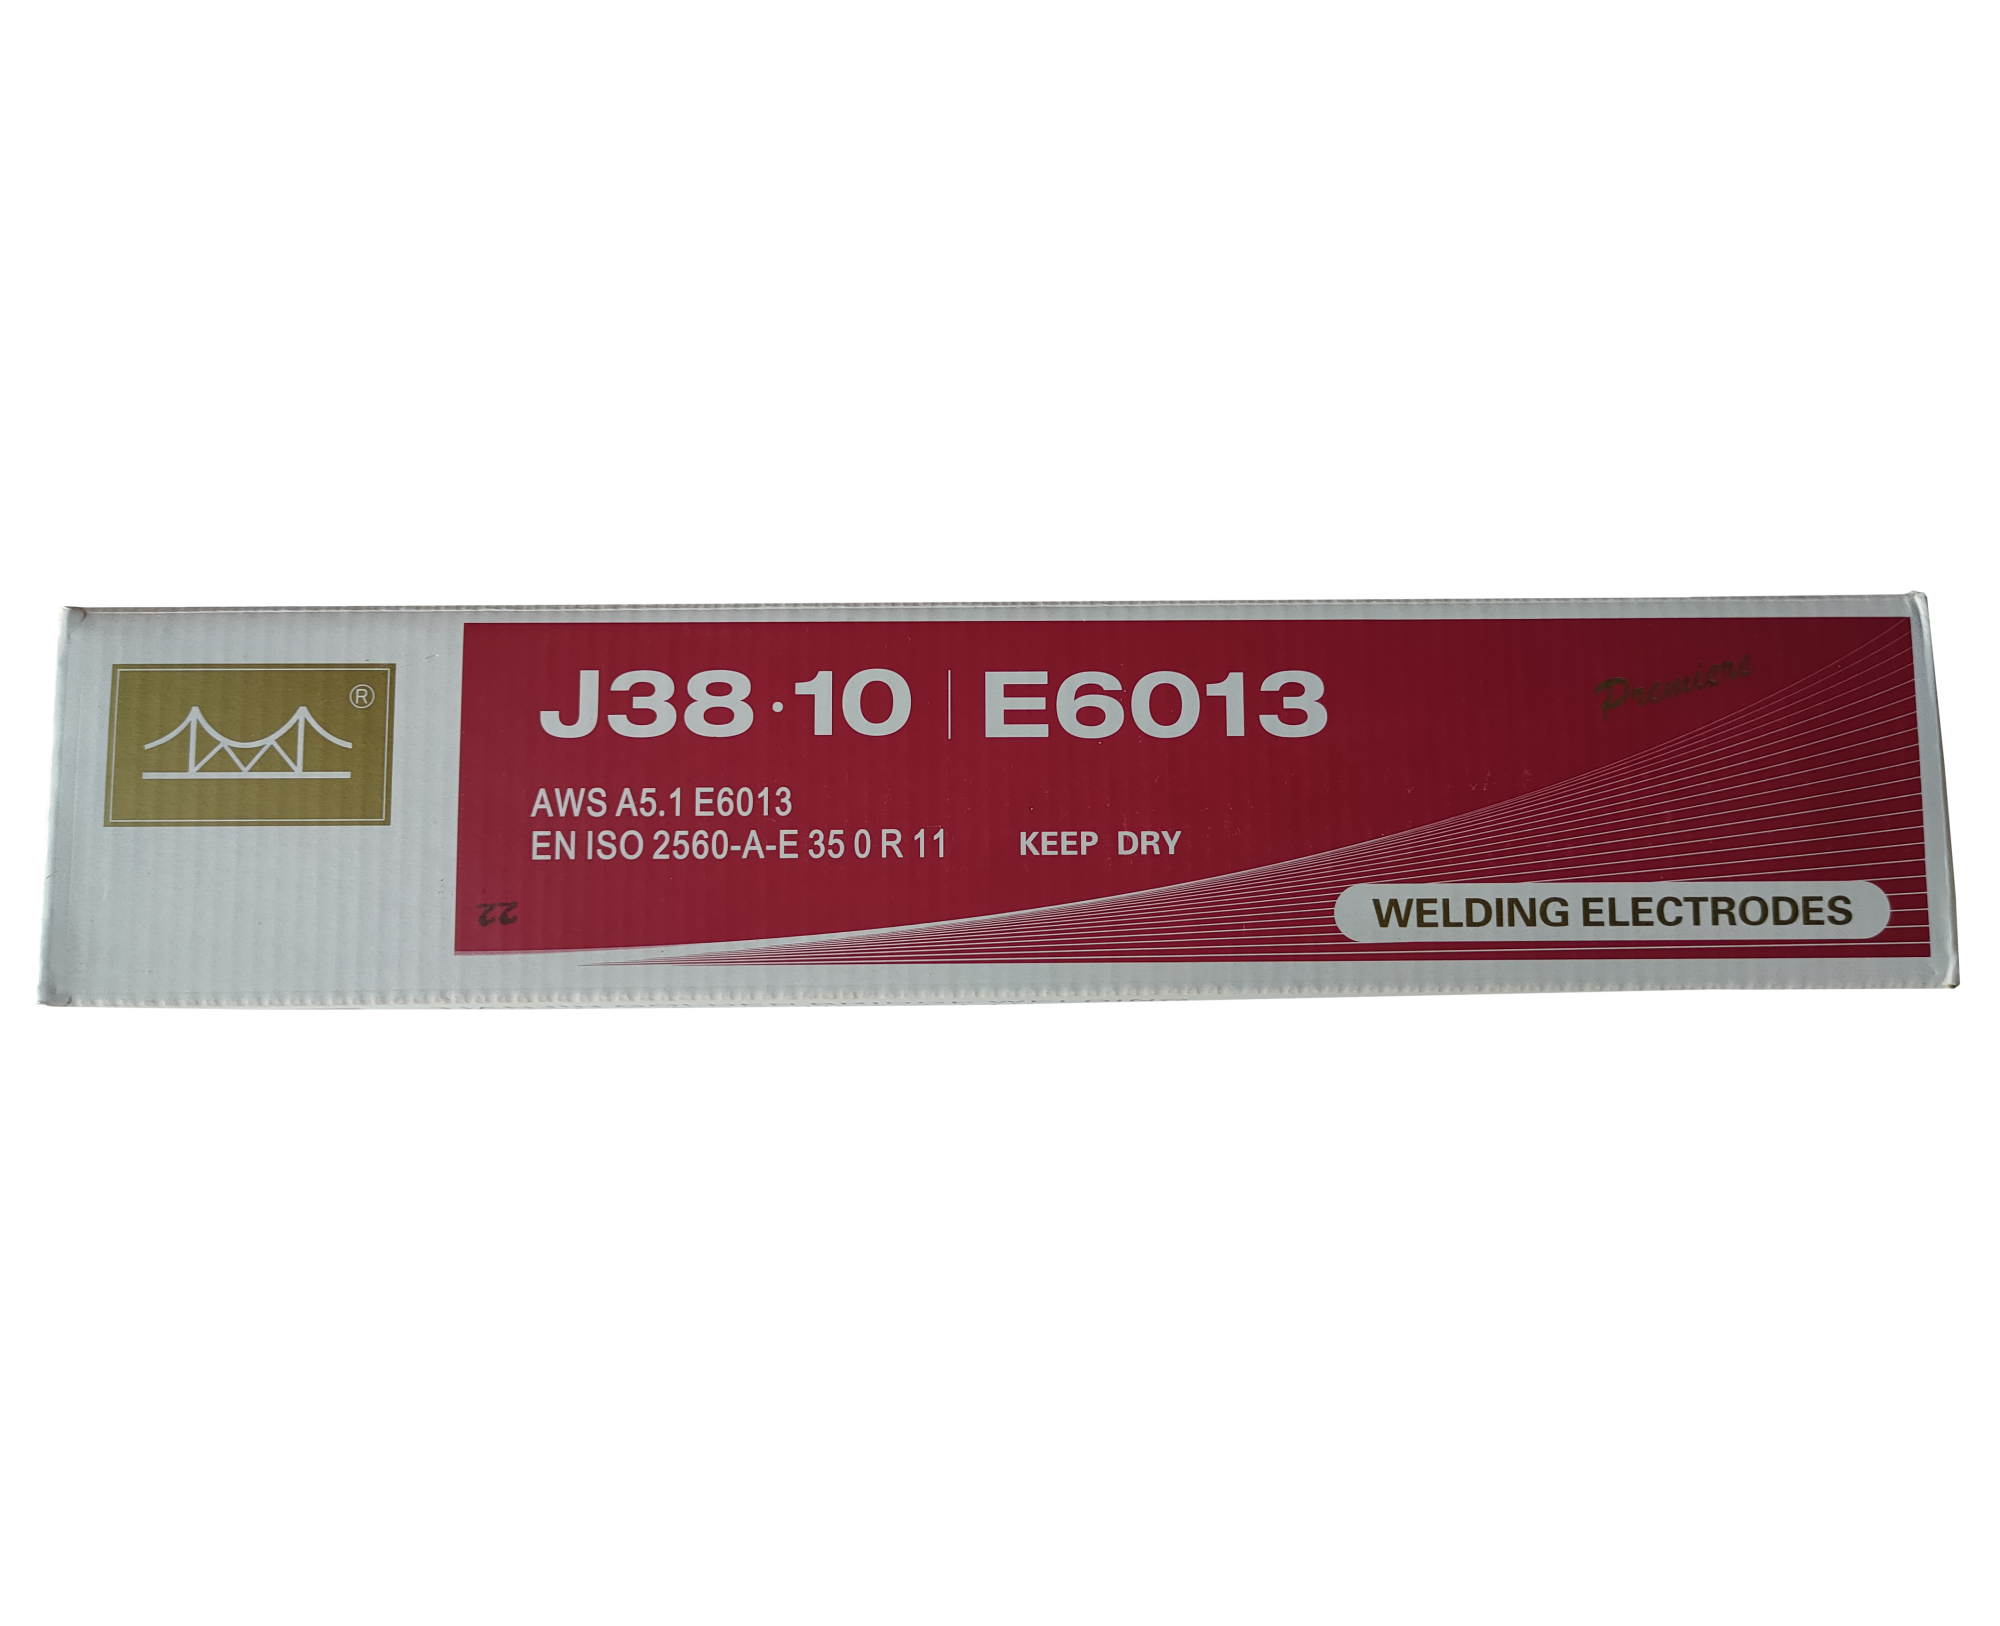 ®
J38·10 | E6013
Premiere
AWS A5.1 E6013
EN ISO 2560-A-E 35 0 R 11
KEEP DRY
22
WELDING ELECTRODES